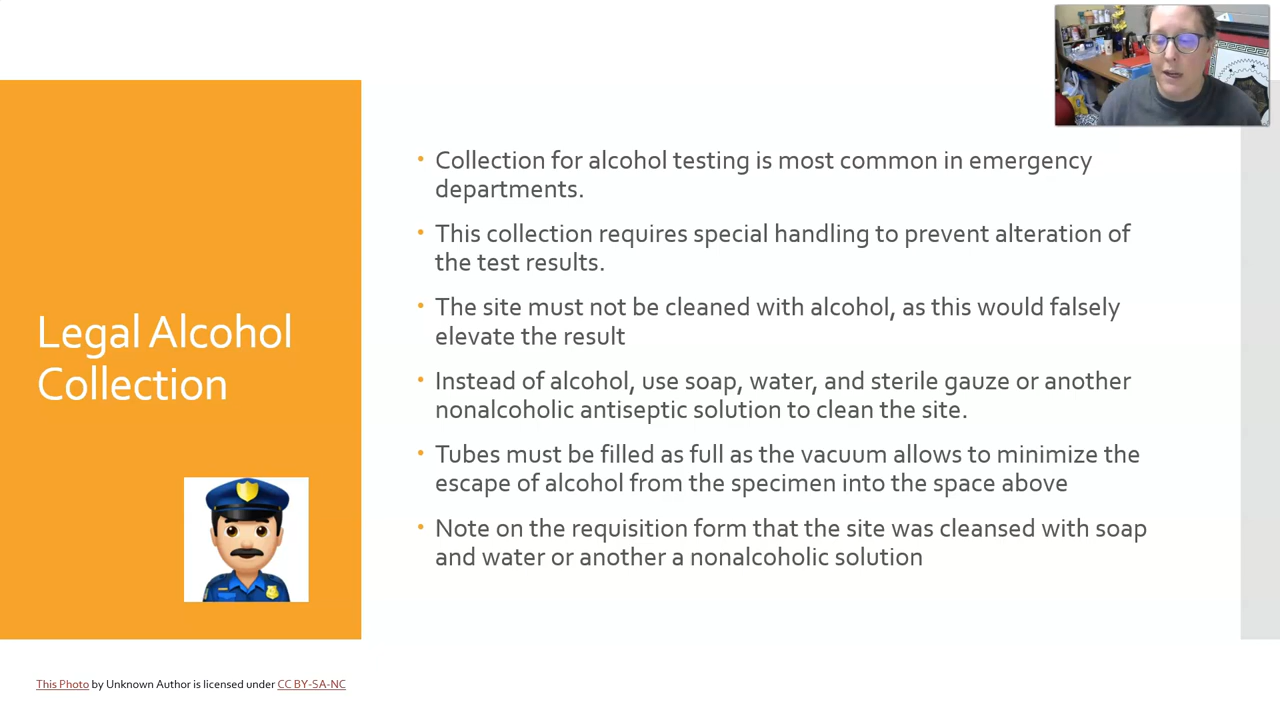 Legal Alcohol
Collection
• Collection for alcohol testing is most common in emergency
departments.
• This collection requires special handling to prevent alteration of
the test results.
• The site must not be cleaned with alcohol, as this would falsely
elevate the result
• Instead of alcohol, use soap, water, and sterile gauze or another
nonalcoholic antiseptic solution to clean the site.
• Tubes must be filled as full as the vacuum allows to minimize the
escape of alcohol from the specimen into the space above
• Note on the requisition form that the site was cleansed with soap
and water or another a nonalcoholic solution
This Photo by Unknown Author is licensed under CC BY-SA-NC